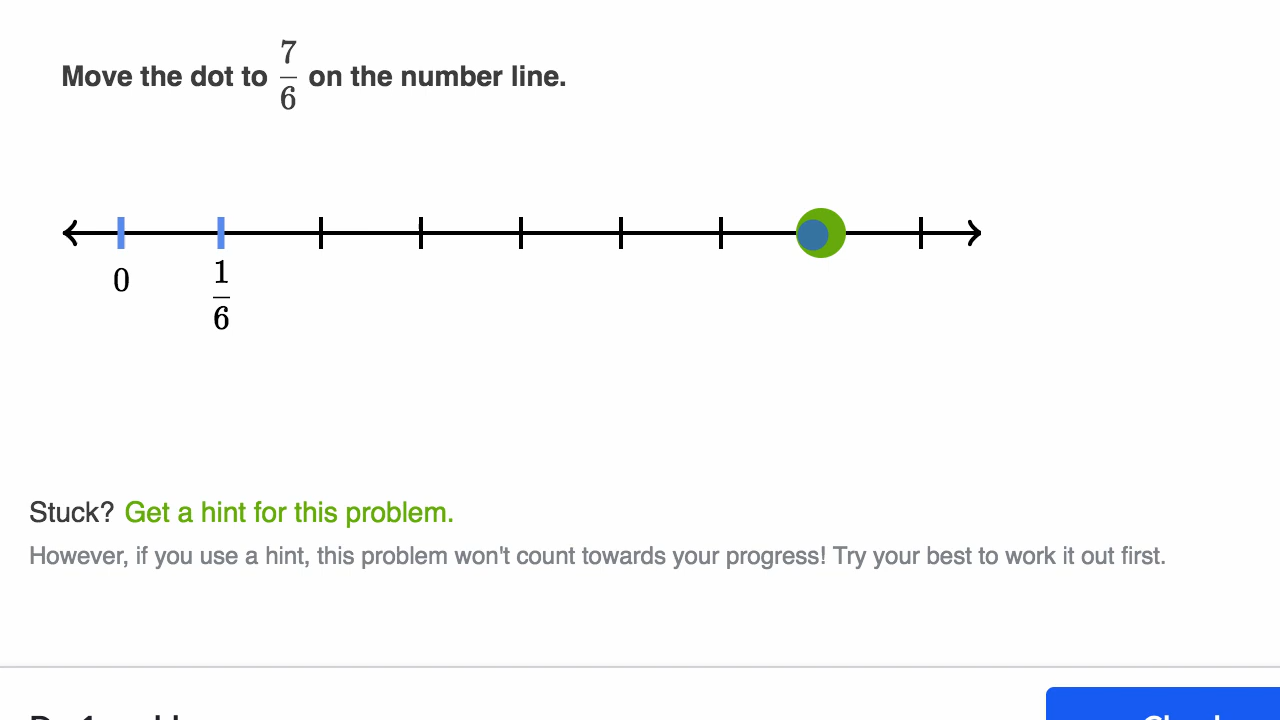 Move the dot to 7/6 on the number line.
0
1/6
Stuck? Get a hint for this problem.
However, if you use a hint, this problem won't count towards your progress! Try your best to work it out first.